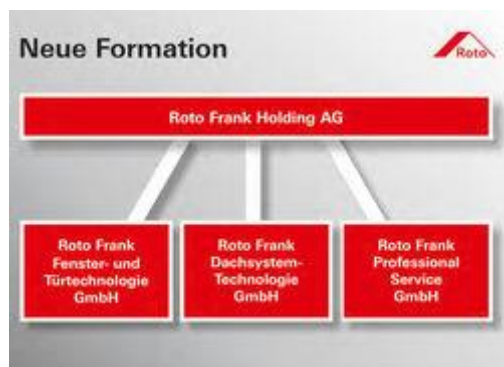 Neue Formation
Roto
Roto Frank Holding AG
Roto Frank
Fenster- und
Türtechnologie
GmbH
Roto Frank
Dachsystem-
Technologie
GmbH
Roto Frank
Professional
Service
GmbH